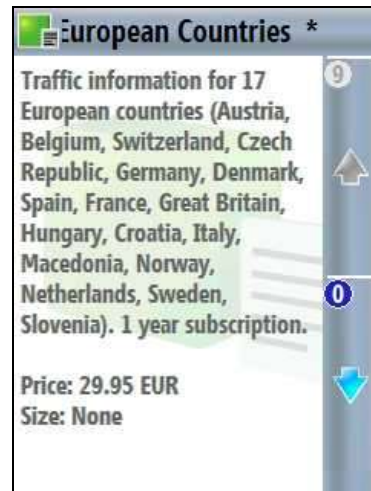 European Countries *
Traffic information for 17
European countries (Austria,
Belgium, Switzerland, Czech
Republic, Germany, Denmark,
Spain, France, Great Britain,
Hungary, Croatia, Italy,
Macedonia, Norway,
Netherlands, Sweden,
Slovenia). 1 year subscription.
Price: 29.95 EUR
Size: None
9
0